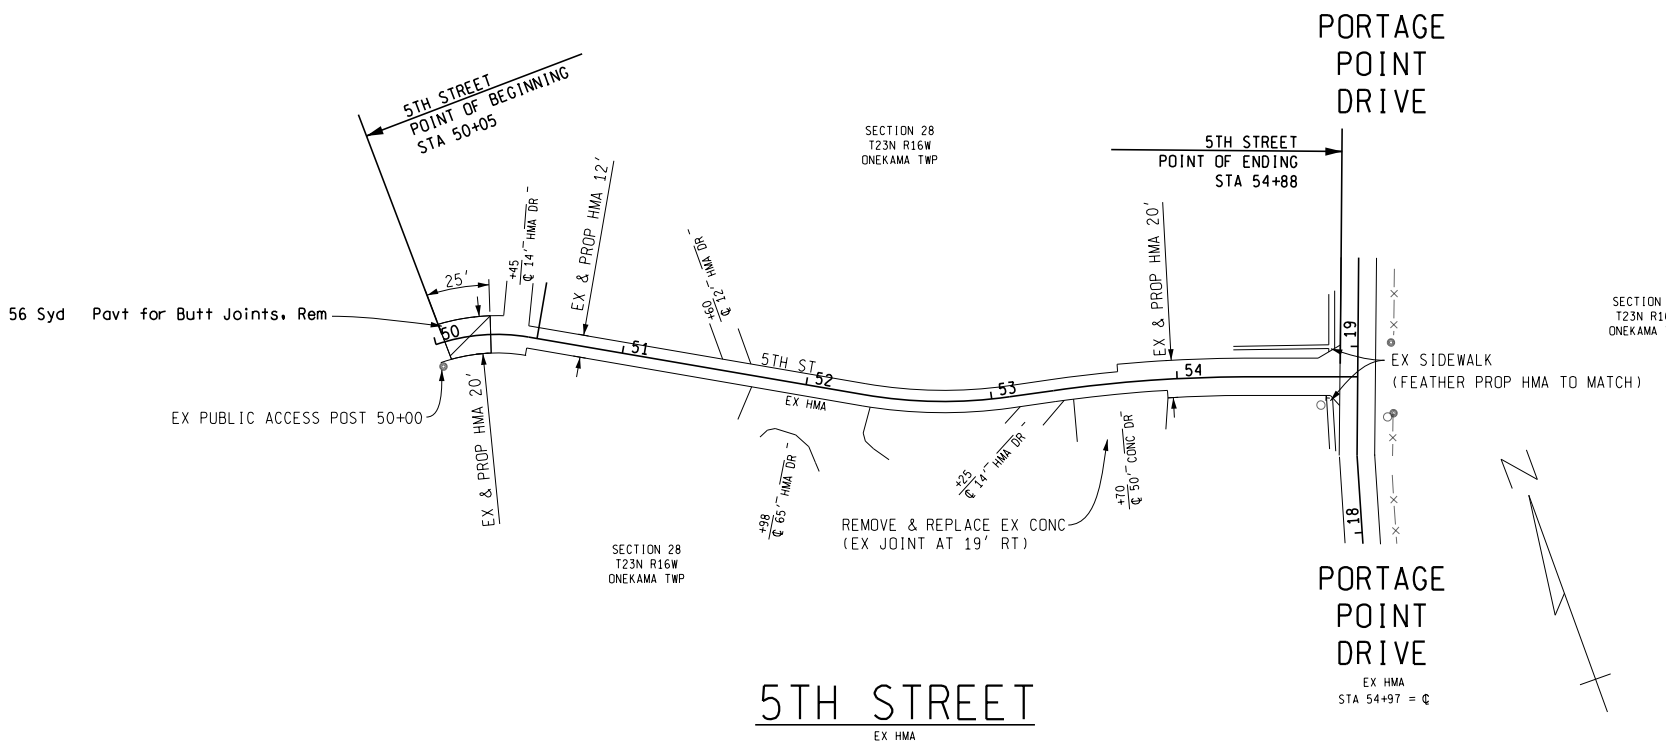 PORTAGE
POINT
DRIVE
5TH STREET
POINT OF BEGINNING
STA 50+05
SECTION 28
T23N R16W
ONEKAMA TWP
5TH STREET
POINT OF ENDING
STA 54+88
EX & PROP HMA 12'
+45
℄ 14' HMA DR
EX & PROP HMA 20'
+60
℄ 12' HMA DR
25'
56 Syd Pavt for Butt Joints, Rem
50
51
5TH ST
52
EX HMA
53
54
19
SECTION
T23N R1
ONEKAMA
EX SIDEWALK
(FEATHER PROP HMA TO MATCH)
EX PUBLIC ACCESS POST 50+00
EX & PROP HMA 20'
+98
℄ 65' HMA DR
+25
℄ 14' HMA DR
+70
℄ 50' CONC DR
REMOVE & REPLACE EX CONC
(EX JOINT AT 19' RT)
18
N
SECTION 28
T23N R16W
ONEKAMA TWP
PORTAGE
POINT
DRIVE
EX HMA
STA 54+97 = ℄
5TH STREET
EX HMA